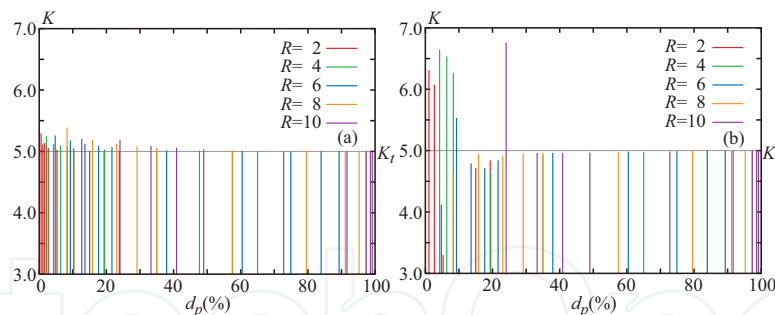 K
7.0
6.0
5.0
4.0
3.0
R= 2
R= 4
R= 6
R= 8
R=10
(a)
K_t
0
20
40
60
80
100
d_p(%)
K
7.0
6.0
5.0
4.0
3.0
R= 2
R= 4
R= 6
R= 8
R=10
(b)
K
0
20
40
60
80
100
d_p(%)